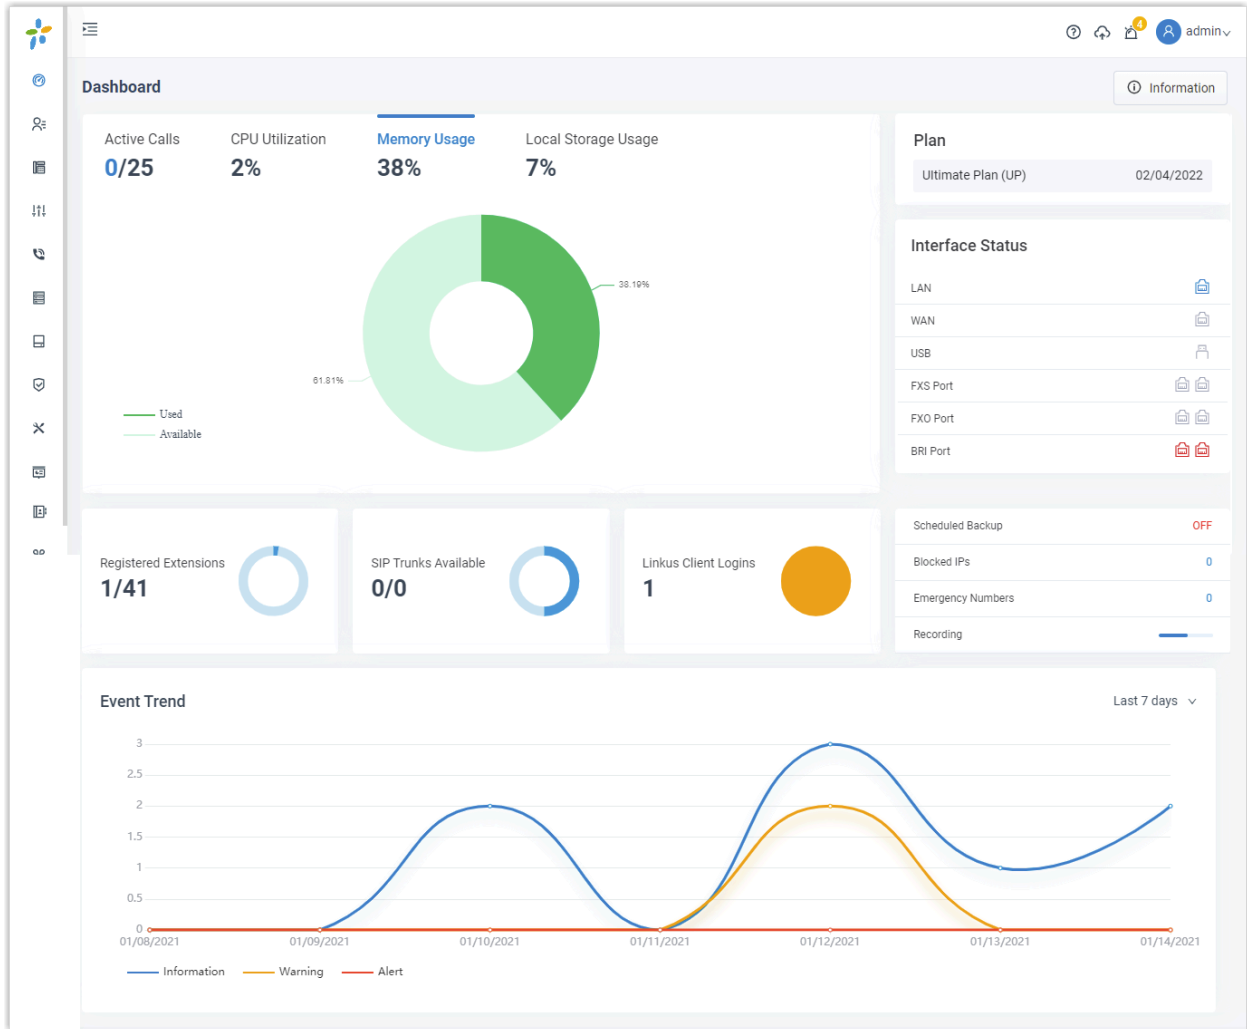 4
admin
Dashboard
Information
Active Calls
0/25
CPU Utilization
2%
Memory Usage
38%
Local Storage Usage
7%
38.19%
61.81%
Used
Available
Plan
Ultimate Plan (UP) 02/04/2022
Interface Status
LAN
WAN
USB
FXS Port
FXO Port
BRI Port
Registered Extensions
1/41
SIP Trunks Available
0/0
Linkus Client Logins
1
Scheduled Backup OFF
Blocked IPs 0
Emergency Numbers 0
Recording
Event Trend
Last 7 days
3
2.5
2
1.5
1
0.5
0
01/08/2021 01/09/2021 01/10/2021 01/11/2021 01/12/2021 01/13/2021 01/14/2021
Information Warning Alert